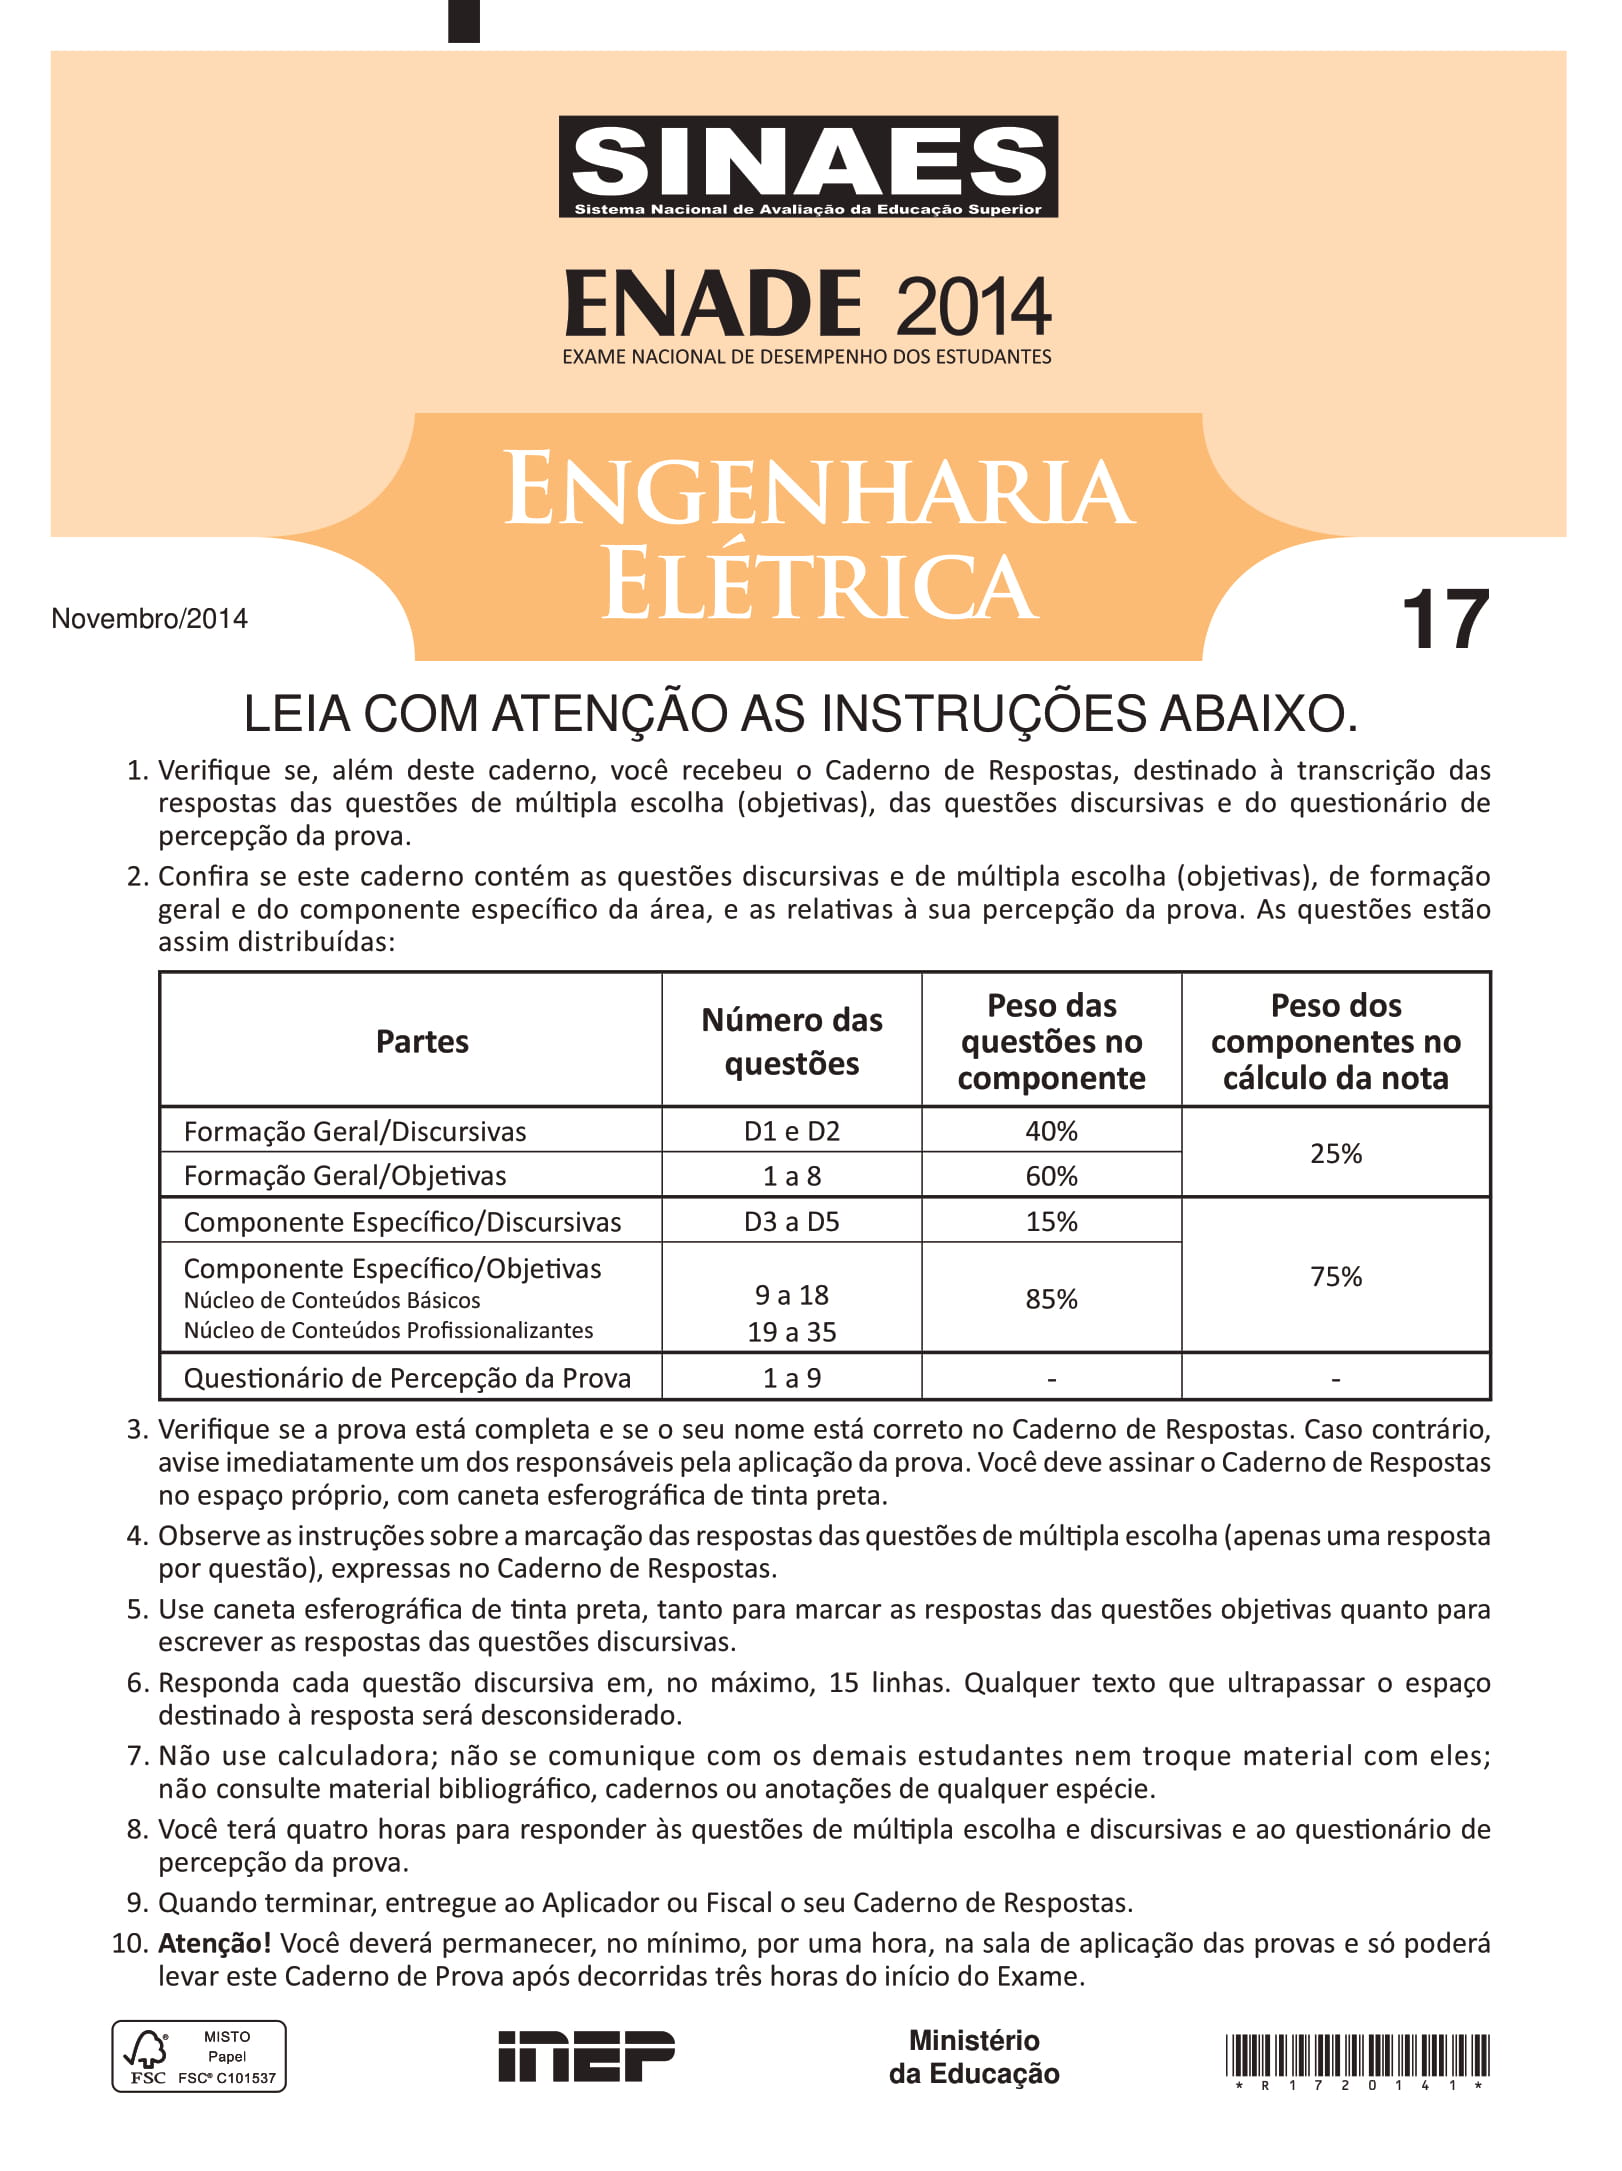 SINAES
Sistema Nacional de Avaliação da Educação Superior
ENADE 2014
EXAME NACIONAL DE DESEMPENHO DOS ESTUDANTES
ENGENHARIA
ELÉTRICA
Novembro/2014
17
LEIA COM ATENÇÃO AS INSTRUÇÕES ABAIXO.
1. Verifique se, além deste caderno, você recebeu o Caderno de Respostas, destinado à transcrição das
respostas das questões de múltipla escolha (objetivas), das questões discursivas e do questionário de
percepção da prova.
2. Confira se este caderno contém as questões discursivas e de múltipla escolha (objetivas), de formação
geral e do componente específico da área, e as relativas à sua percepção da prova. As questões estão
assim distribuídas:
Partes
Número das
questões
Peso das
questões no
componente
Peso dos
componentes no
cálculo da nota
Formação Geral/Discursivas D1 e D2 40%
25%
Formação Geral/Objetivas 1 a 8 60%
Componente Específico/Discursivas D3 a D5 15%
75%
Componente Específico/Objetivas
Núcleo de Conteúdos Básicos 9 a 18
85%
Núcleo de Conteúdos Profissionalizantes 19 a 35
Questionário de Percepção da Prova 1 a 9 - -
3. Verifique se a prova está completa e se o seu nome está correto no Caderno de Respostas. Caso contrário,
avise imediatamente um dos responsáveis pela aplicação da prova. Você deve assinar o Caderno de Respostas
no espaço próprio, com caneta esferográfica de tinta preta.
4. Observe as instruções sobre a marcação das respostas das questões de múltipla escolha (apenas uma resposta
por questão), expressas no Caderno de Respostas.
5. Use caneta esferográfica de tinta preta, tanto para marcar as respostas das questões objetivas quanto para
escrever as respostas das questões discursivas.
6. Responda cada questão discursiva em, no máximo, 15 linhas. Qualquer texto que ultrapassar o espaço
destinado à resposta será desconsiderado.
7. Não use calculadora; não se comunique com os demais estudantes nem troque material com eles;
não consulte material bibliográfico, cadernos ou anotações de qualquer espécie.
8. Você terá quatro horas para responder às questões de múltipla escolha e discursivas e ao questionário de
percepção da prova.
9. Quando terminar, entregue ao Aplicador ou Fiscal o seu Caderno de Respostas.
10. Atenção! Você deverá permanecer, no mínimo, por uma hora, na sala de aplicação das provas e só poderá
levar este Caderno de Prova após decorridas três horas do início do Exame.
FSC®
MISTO
Papel
FSC® C101537
INEP
Ministério
da Educação
*R1720141*